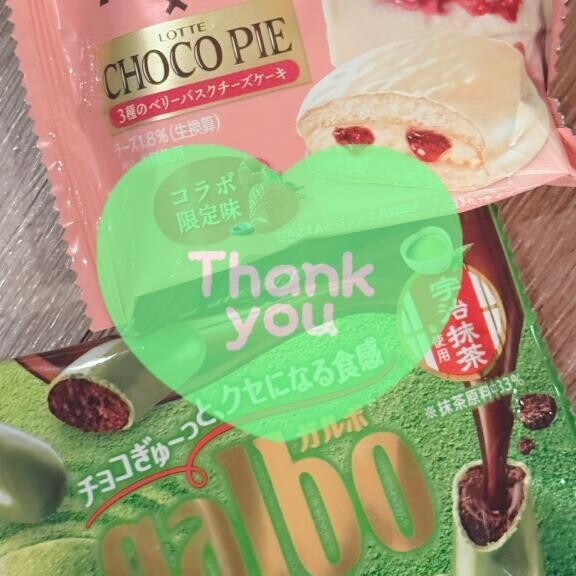 ×
LOTTE
CHOCO PIE
3種のベリーバスクチーズケーキ
チーズ1.8%(生換算)
使用
コラボ
限定味
Thank
you
宇治抹茶
使用
※抹茶原料=33%
チョコぎゅーっと、クセになる食感
ガルボ
galbo